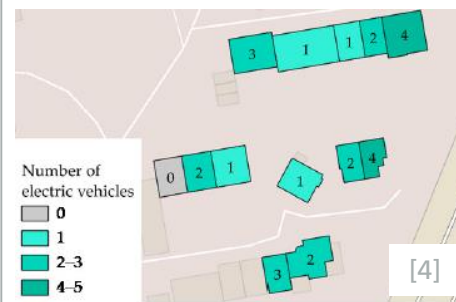 3 1 1 2 4
0 2 1
1
2 4
3 2
Number of
electric vehicles
0
1
2–3
4–5
[4]